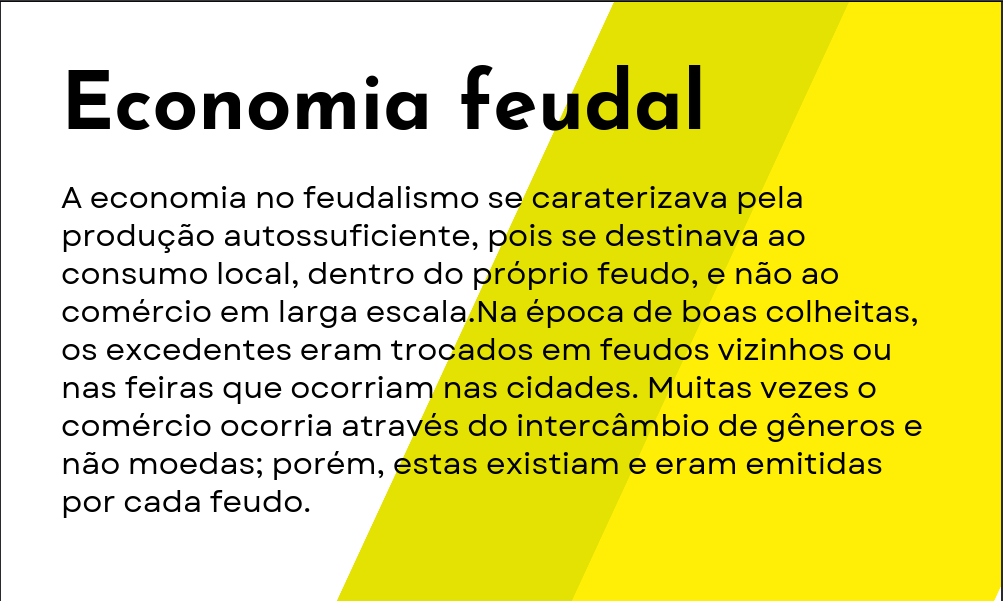 Economia feudal
A economia no feudalismo se caraterizava pela
produção autossuficiente, pois se destinava ao
consumo local, dentro do próprio feudo, e não ao
comércio em larga escala.Na época de boas colheitas,
os excedentes eram trocados em feudos vizinhos ou
nas feiras que ocorriam nas cidades. Muitas vezes o
comércio ocorria através do intercâmbio de gêneros e
não moedas; porém, estas existiam e eram emitidas
por cada feudo.